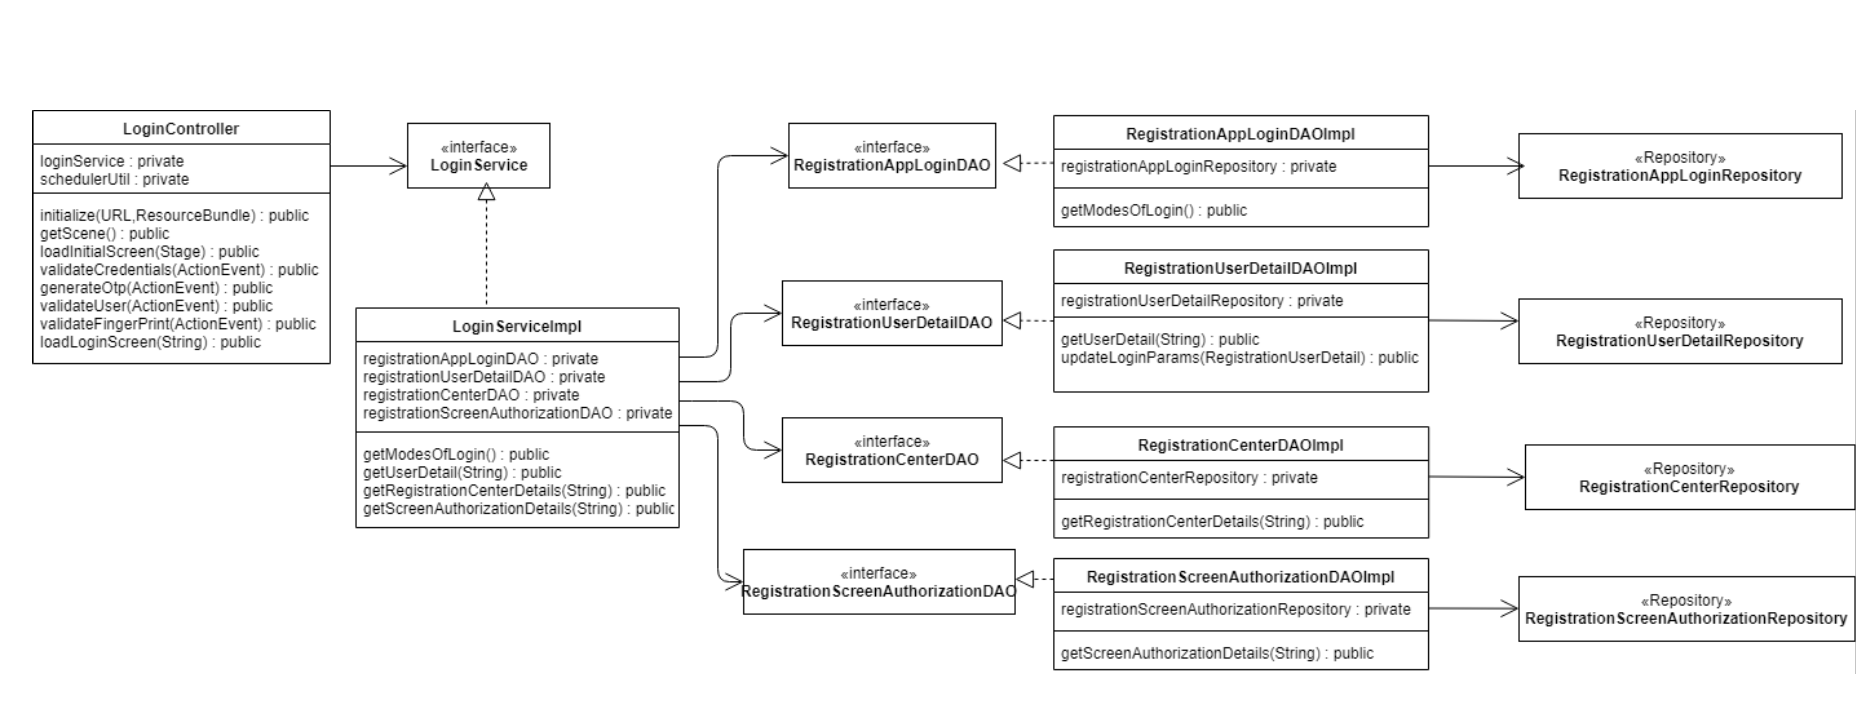 LoginController
loginService : private
schedulerUtil : private
initialize(URL,ResourceBundle) : public
getScene() : public
loadInitialScreen(Stage) : public
validateCredentials(ActionEvent) : public
generateOtp(ActionEvent) : public
validateUser(ActionEvent) : public
validateFingerPrint(ActionEvent) : public
loadLoginScreen(String) : public
«interface»
LoginService
LoginServiceImpl
registrationAppLoginDAO : private
registrationUserDetailDAO : private
registrationCenterDAO : private
registrationScreenAuthorizationDAO : private
getModesOfLogin() : public
getUserDetail(String) : public
getRegistrationCenterDetails(String) : public
getScreenAuthorizationDetails(String) : public
«interface»
RegistrationAppLoginDAO
«interface»
RegistrationUserDetailDAO
«interface»
RegistrationCenterDAO
«interface»
RegistrationScreenAuthorizationDAO
RegistrationAppLoginDAOImpl
registrationAppLoginRepository : private
getModesOfLogin() : public
RegistrationUserDetailDAOImpl
registrationUserDetailRepository : private
getUserDetail(String) : public
updateLoginParams(RegistrationUserDetail) : public
RegistrationCenterDAOImpl
registrationCenterRepository : private
getRegistrationCenterDetails(String) : public
RegistrationScreenAuthorizationDAOImpl
registrationScreenAuthorizationRepository : private
getScreenAuthorizationDetails(String) : public
«Repository»
RegistrationAppLoginRepository
«Repository»
RegistrationUserDetailRepository
«Repository»
RegistrationCenterRepository
«Repository»
RegistrationScreenAuthorizationRepository